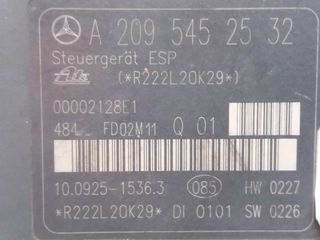 A 209 545 25 32
Steuergerät ESP
Ate (*R222L20K29*)
00002128E1
484 FD02M11 Q 01
10.0925-1536.3 085 HW 0227
*R222L20K29* DI 0101 SW 0226